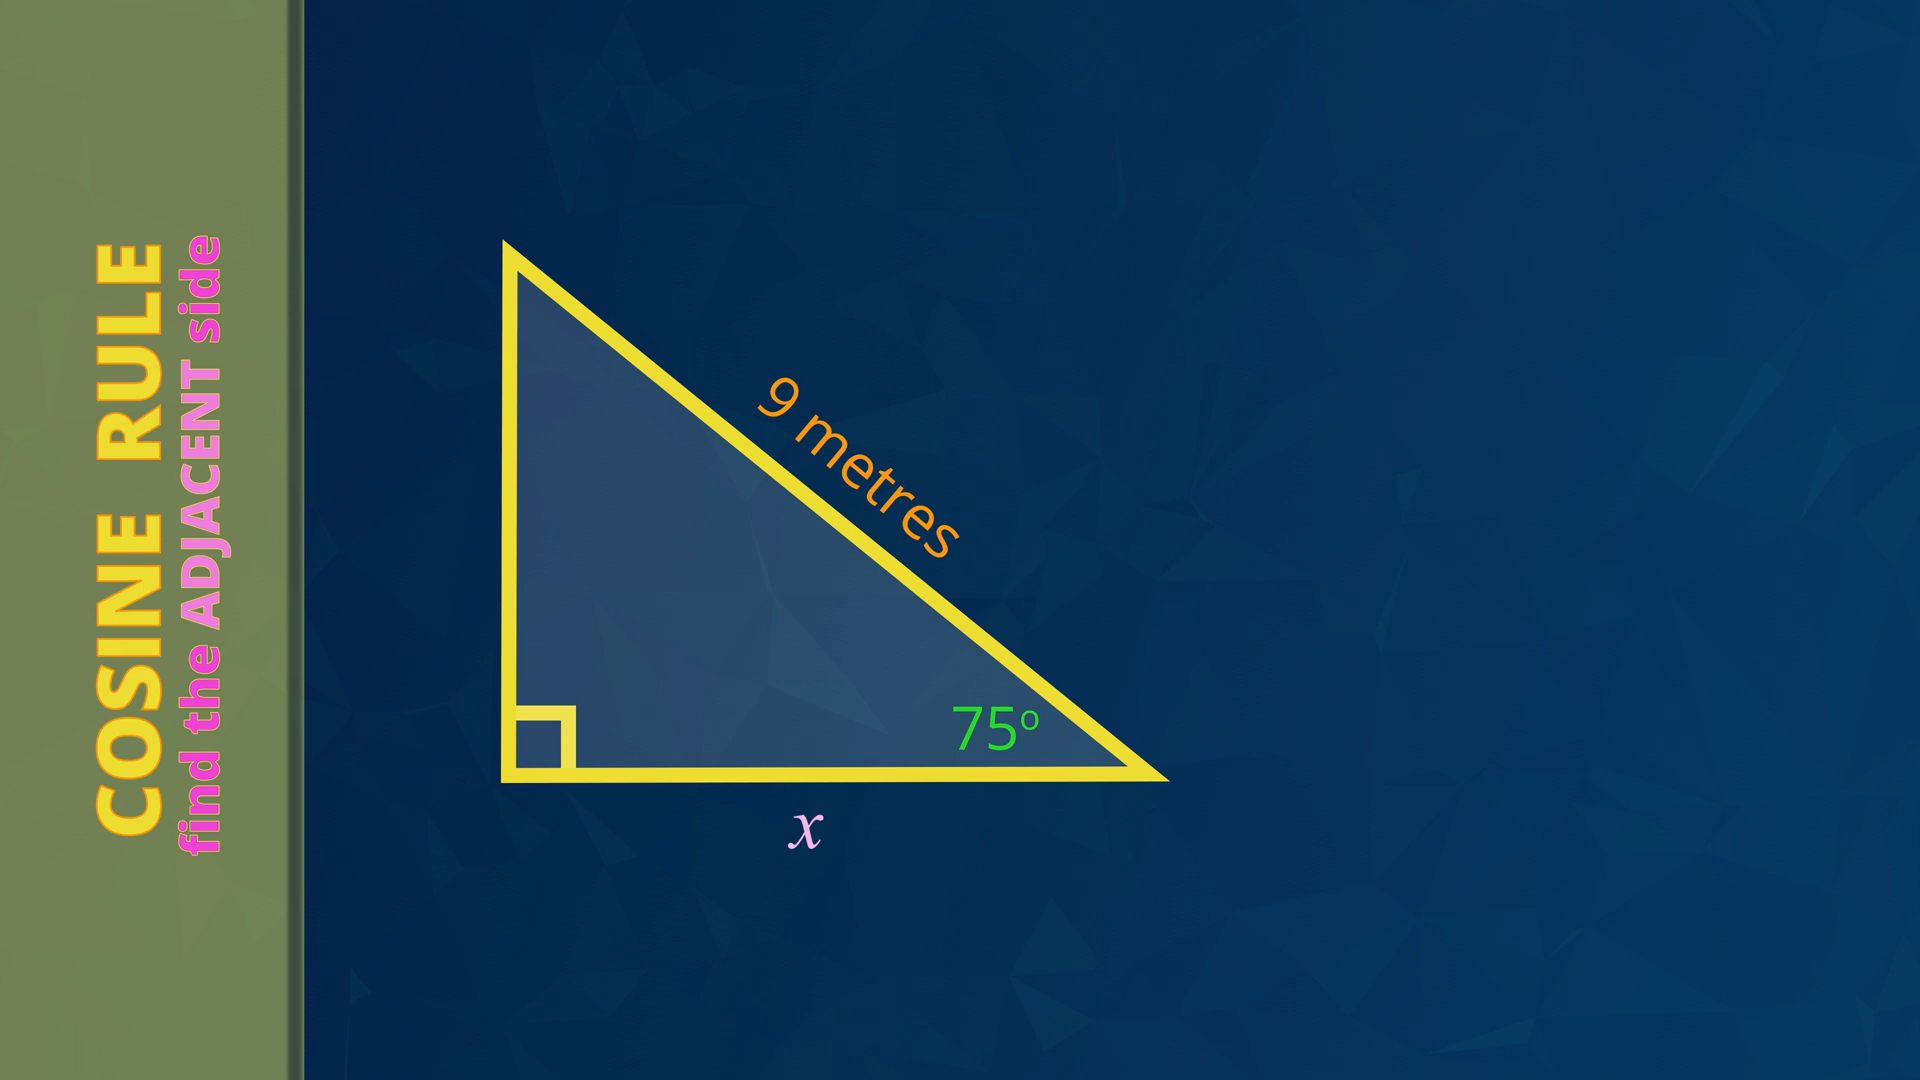 COSINE RULE
find the ADJACENT side
9 metres
75º
x